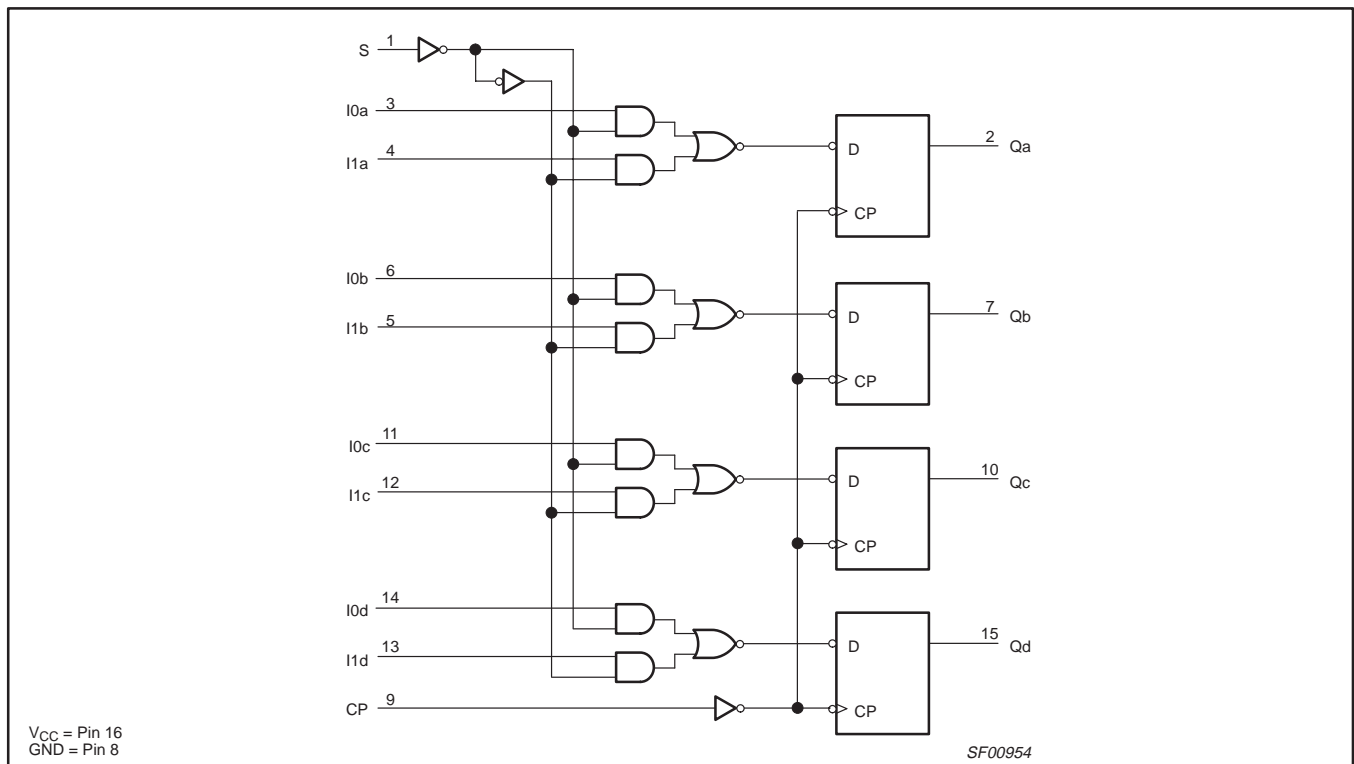 S 1
I0a 3
D 2 Qa
I1a 4
CP
I0b 6
D 7 Qb
I1b 5
CP
I0c 11
D 10 Qc
I1c 12
CP
I0d 14
D 15 Qd
I1d 13
CP 9 CP
VCC = Pin 16
GND = Pin 8
SF00954